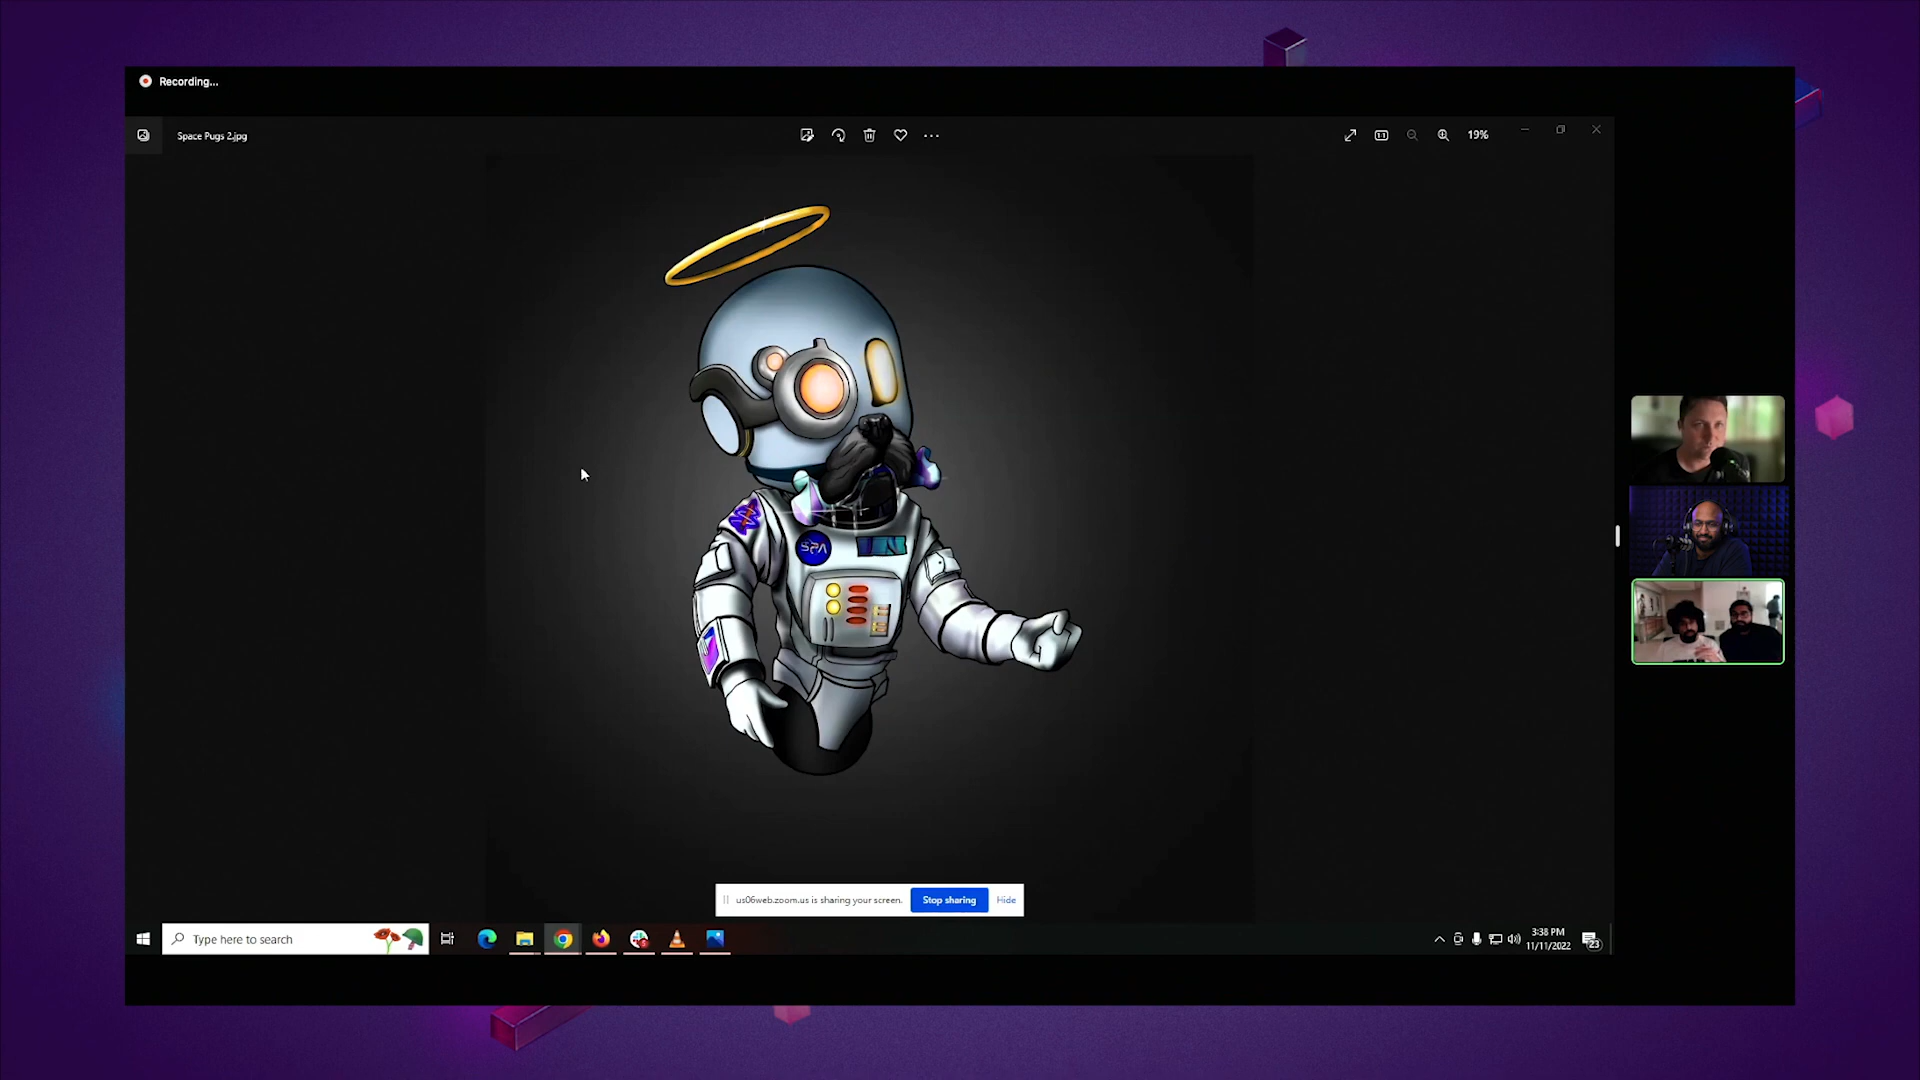 Recording...
Space Pugs 2.jpg
19%
SPA
us06web.zoom.us is sharing your screen.
Stop sharing
Hide
Type here to search
3:38 PM
11/11/2022
23